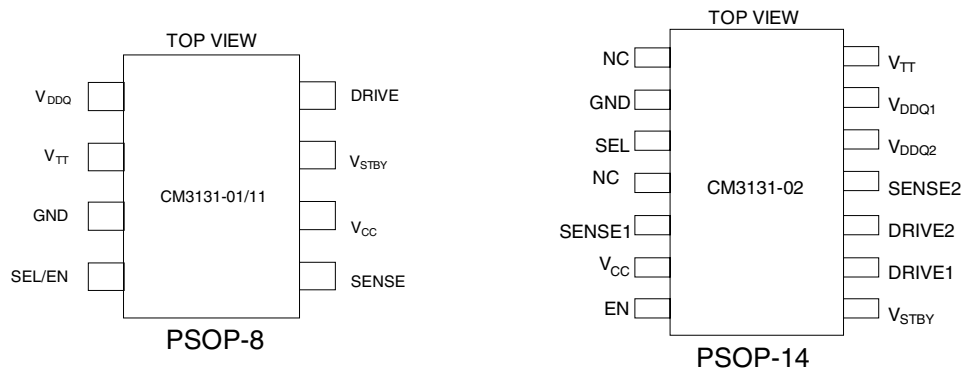 TOP VIEW
VDDQ
VTT
GND
SEL/EN
CM3131-01/11
DRIVE
VSTBY
VCC
SENSE
PSOP-8
TOP VIEW
NC
GND
SEL
NC
SENSE1
VCC
EN
CM3131-02
VTT
VDDQ1
VDDQ2
SENSE2
DRIVE2
DRIVE1
VSTBY
PSOP-14